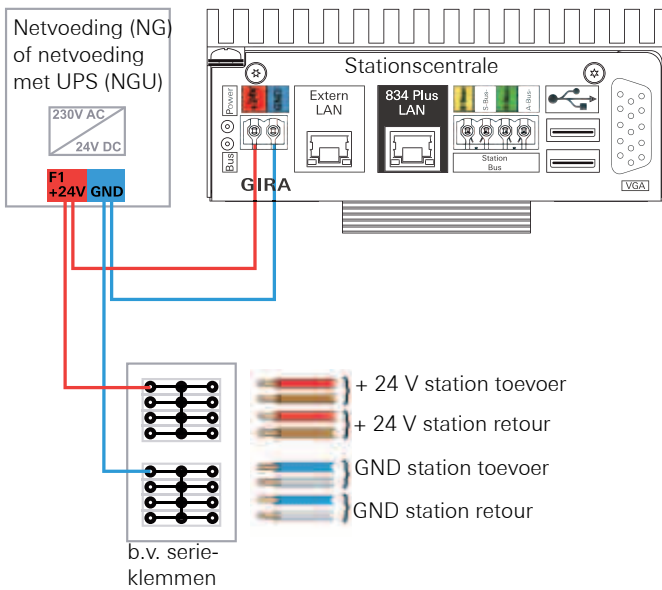 Netvoeding (NG)
of netvoeding
met UPS (NGU)
230V AC
24V DC
F1
+24V GND
Stationscentrale
Power
Bus
GND
GIRA
Extern
LAN
834 Plus
LAN
S-Bus-
A-Bus-
Station
Bus
VGA
+ 24 V station toevoer
+ 24 V station retour
GND station toevoer
GND station retour
b.v. serie-
klemmen